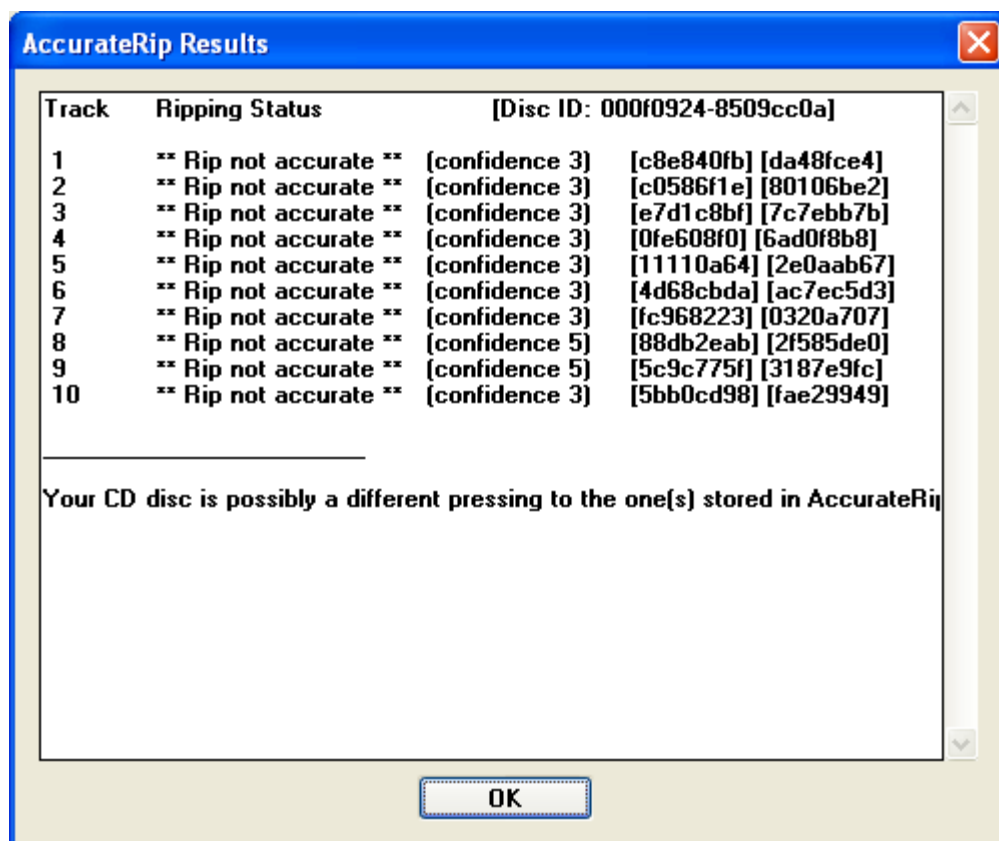 AccurateRip Results
Track Ripping Status [Disc ID: 000f0924-8509cc0a]
1 ** Rip not accurate ** (confidence 3) [c8e840fb] [da48fce4]
2 ** Rip not accurate ** (confidence 3) [c0586f1e] [80106be2]
3 ** Rip not accurate ** (confidence 3) [e7d1c8bf] [7c7ebb7b]
4 ** Rip not accurate ** (confidence 3) [0fe608f0] [6ad0f8b8]
5 ** Rip not accurate ** (confidence 3) [11110a64] [2e0aab67]
6 ** Rip not accurate ** (confidence 3) [4d68cbda] [ac7ec5d3]
7 ** Rip not accurate ** (confidence 3) [fc968223] [0320a707]
8 ** Rip not accurate ** (confidence 5) [88db2eab] [2f585de0]
9 ** Rip not accurate ** (confidence 5) [5c9c775f] [3187e9fc]
10 ** Rip not accurate ** (confidence 3) [5bb0cd98] [fae29949]
Your CD disc is possibly a different pressing to the one(s) stored in AccurateRip
OK